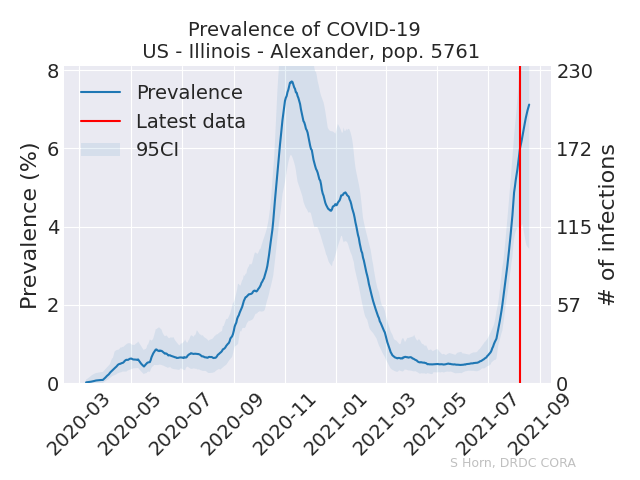 Prevalence of COVID-19
US - Illinois - Alexander, pop. 5761
Prevalence
Latest data
95CI
Prevalence (%)
8
6
4
2
0
230
172
115
57
0
# of infections
2020-03
2020-05
2020-07
2020-09
2020-11
2021-01
2021-03
2021-05
2021-07
2021-09
S Horn, DRDC CORA